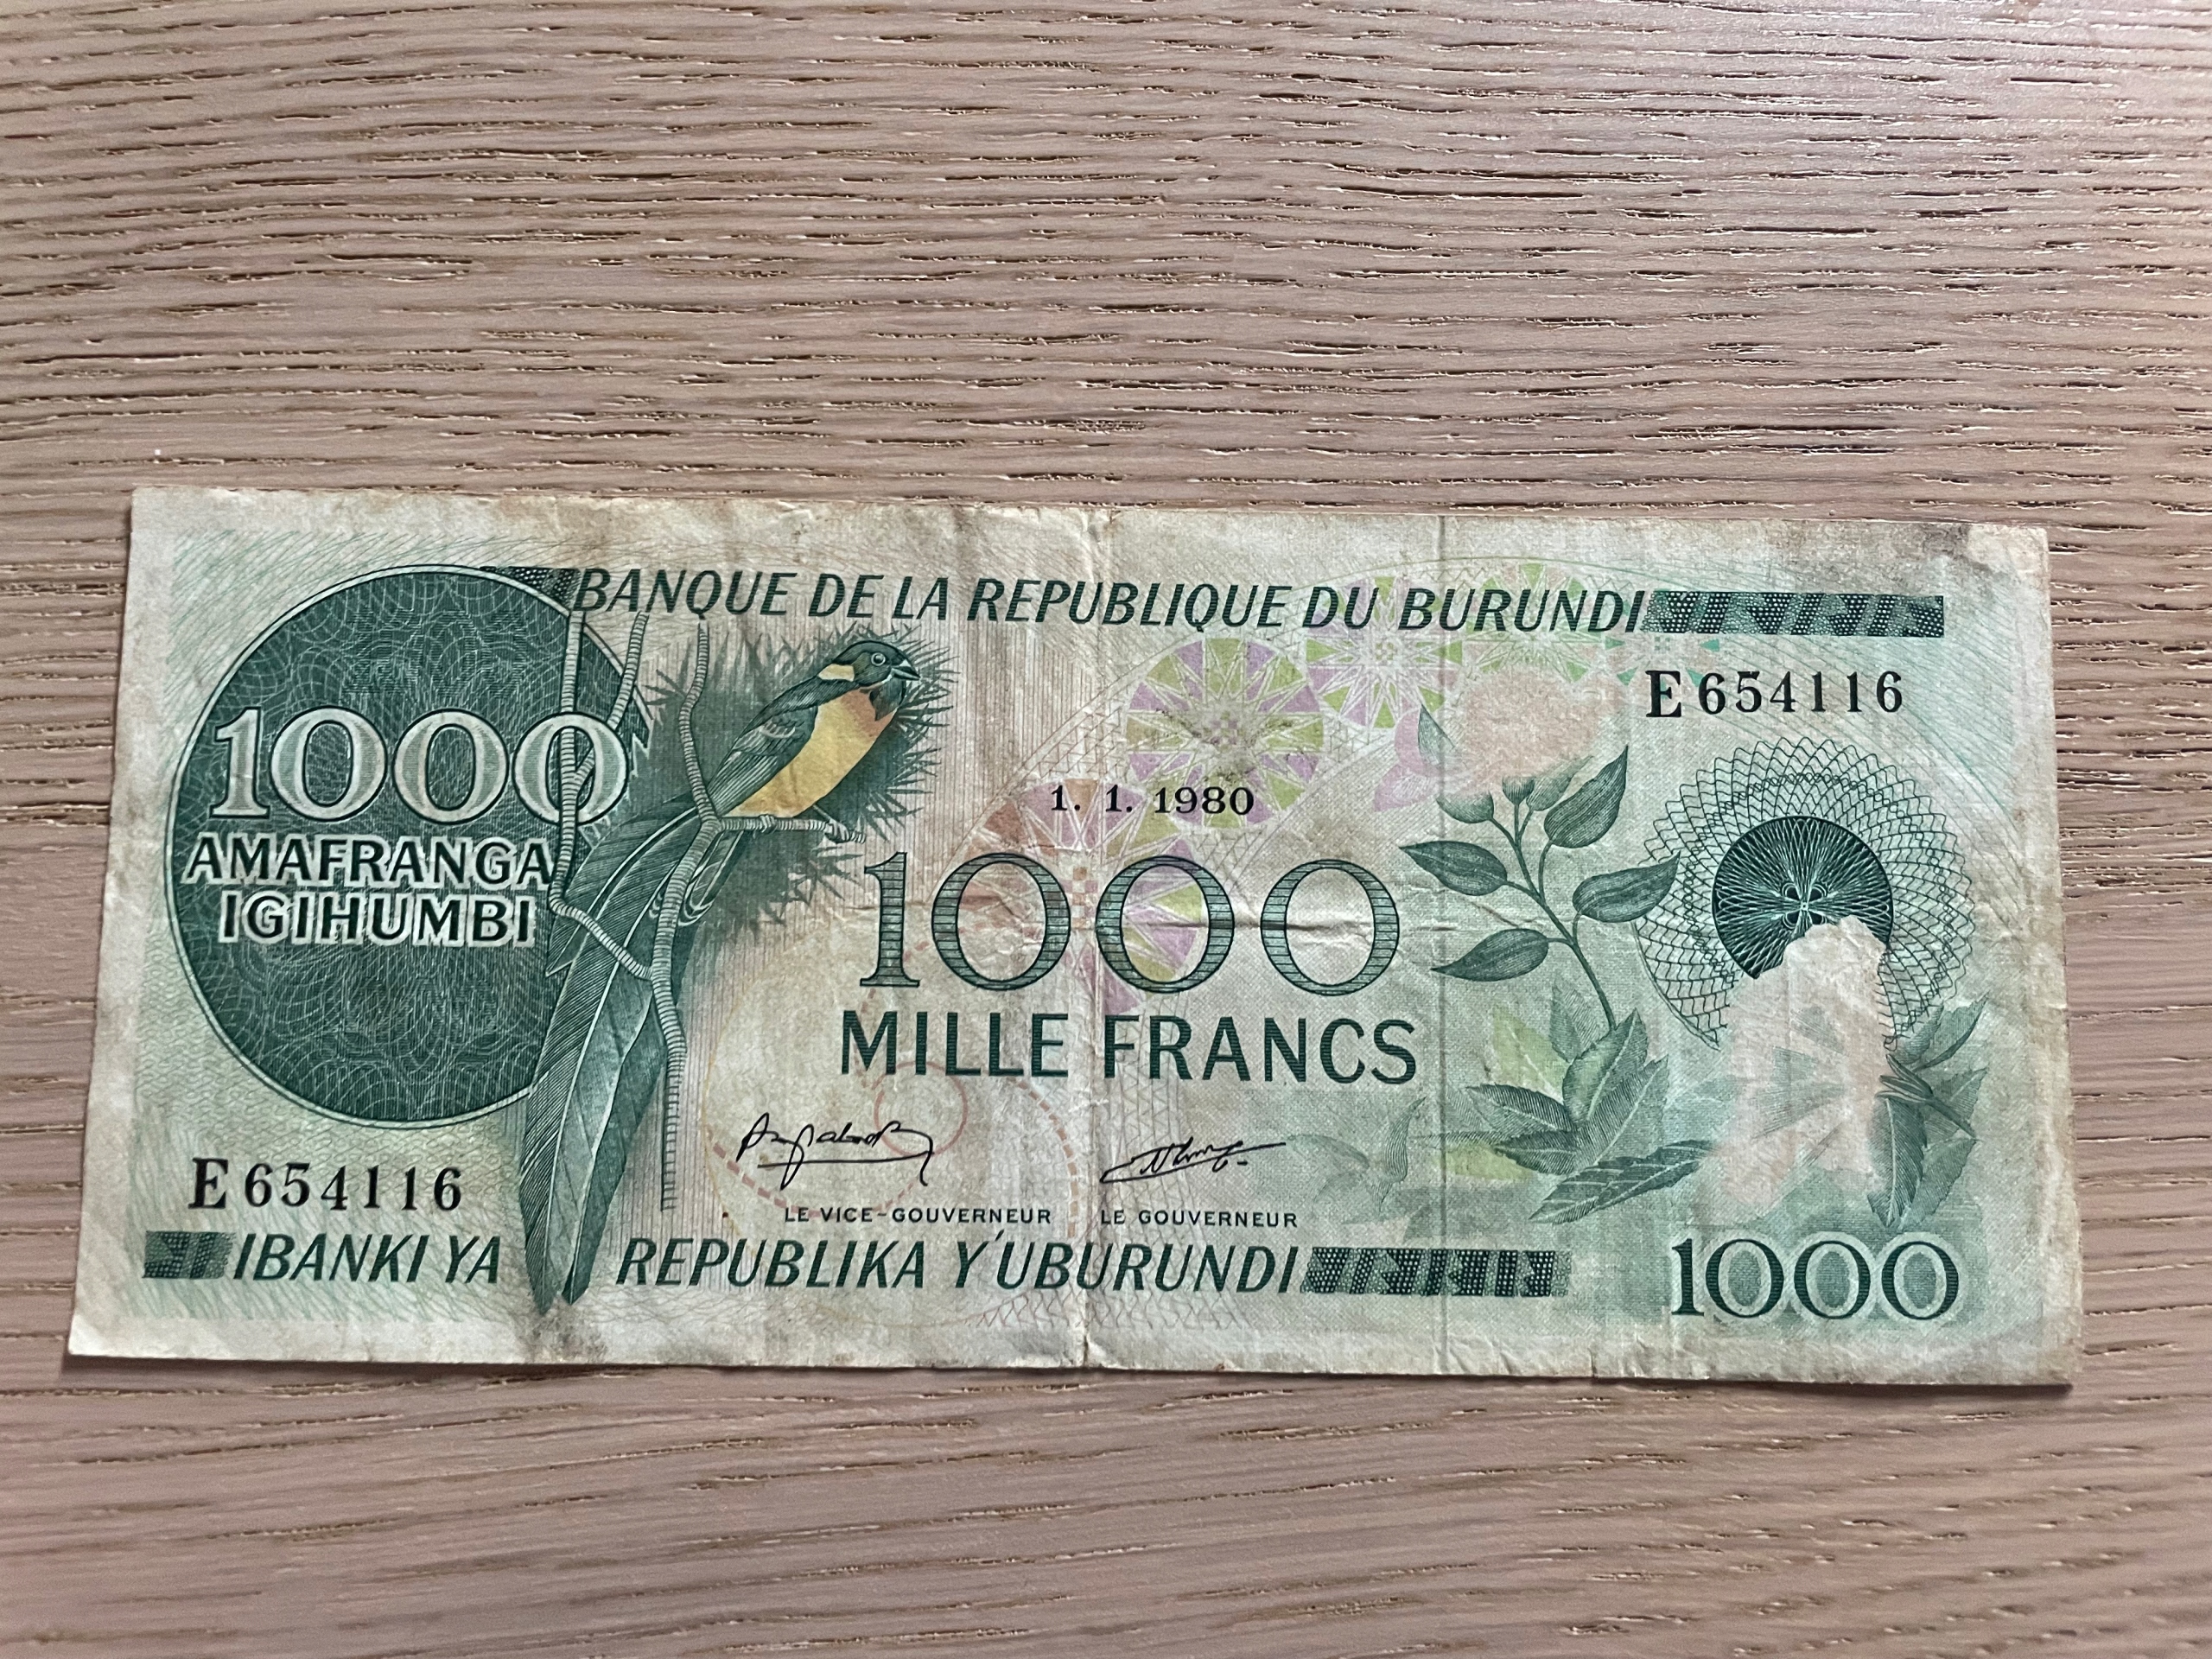 BANQUE DE LA REPUBLIQUE DU BURUNDI
E654116
1000
AMAFRANGA
IGIHUMBI
1. 1. 1980
1000
MILLE FRANCS
LE VICE-GOUVERNEUR LE GOUVERNEUR
E654116
IBANKI YA REPUBLIKA Y'UBURUNDI
1000